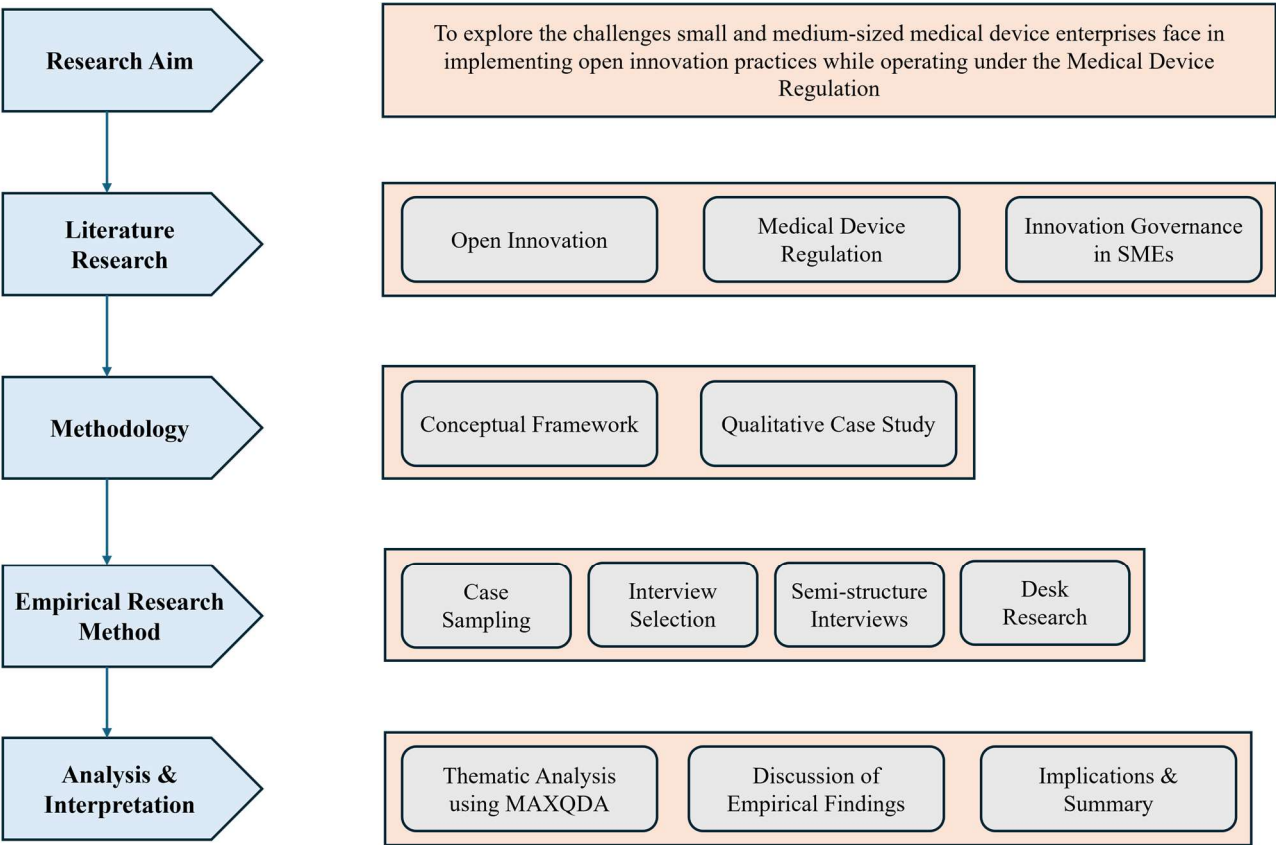 Research Aim
To explore the challenges small and medium-sized medical device enterprises face in
implementing open innovation practices while operating under the Medical Device
Regulation
Literature
Research
Open Innovation
Medical Device
Regulation
Innovation Governance
in SMEs
Methodology
Conceptual Framework
Qualitative Case Study
Empirical Research
Method
Case
Sampling
Interview
Selection
Semi-structure
Interviews
Desk
Research
Analysis &
Interpretation
Thematic Analysis
using MAXQDA
Discussion of
Empirical Findings
Implications &
Summary